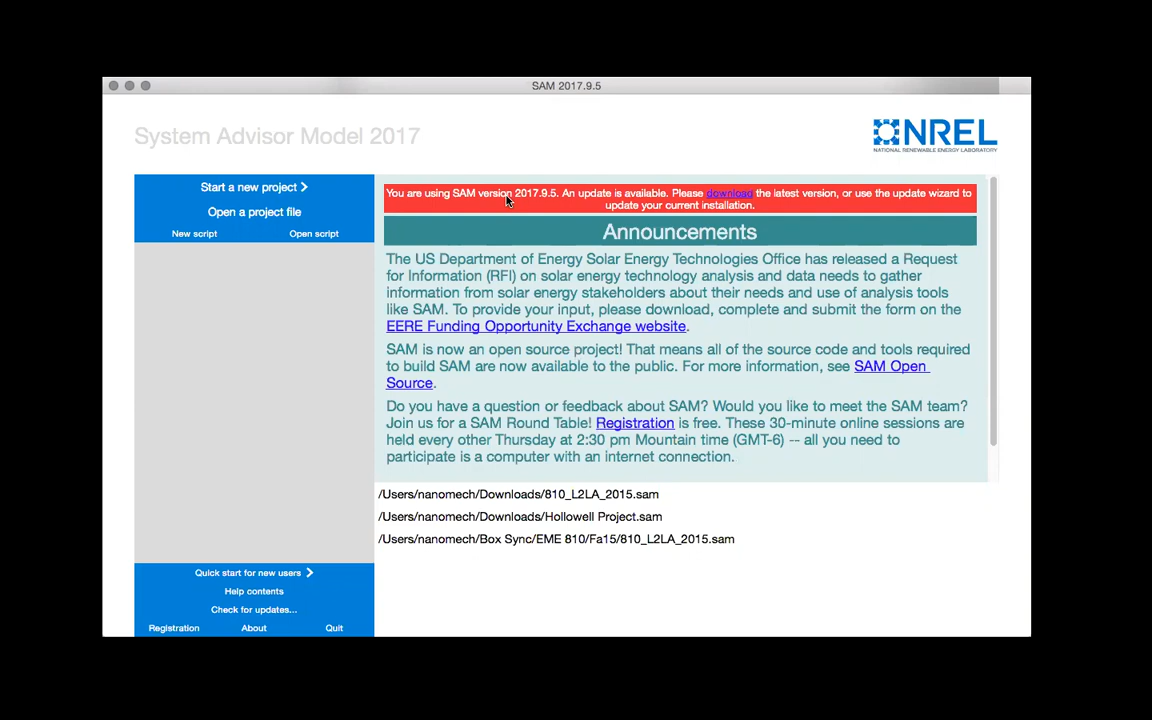 SAM 2017.9.5
System Advisor Model 2017
NREL
NATIONAL RENEWABLE ENERGY LABORATORY
Start a new project
Open a project file
New script
Open script
You are using SAM version 2017.9.5. An update is available. Please download the latest version, or use the update wizard to
update your current installation.
Announcements
The US Department of Energy Solar Energy Technologies Office has released a Request
for Information (RFI) on solar energy technology analysis and data needs to gather
information from solar energy stakeholders about their needs and use of analysis tools
like SAM. To provide your input, please download, complete and submit the form on the
EERE Funding Opportunity Exchange website.
SAM is now an open source project! That means all of the source code and tools required
to build SAM are now available to the public. For more information, see SAM Open
Source.
Do you have a question or feedback about SAM? Would you like to meet the SAM team?
Join us for a SAM Round Table! Registration is free. These 30-minute online sessions are
held every other Thursday at 2:30 pm Mountain time (GMT-6) -- all you need to
participate is a computer with an internet connection.
/Users/nanomech/Downloads/810_L2LA_2015.sam
/Users/nanomech/Downloads/Hollowell Project.sam
/Users/nanomech/Box Sync/EME 810/Fa15/810_L2LA_2015.sam
Quick start for new users
Help contents
Check for updates...
Registration
About
Quit